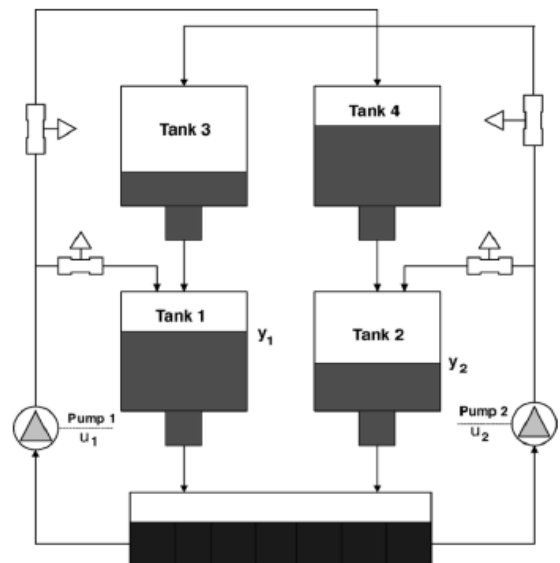 Tank 3
Tank 4
Tank 1
y1
Tank 2
y2
Pump 1
u1
Pump 2
u2